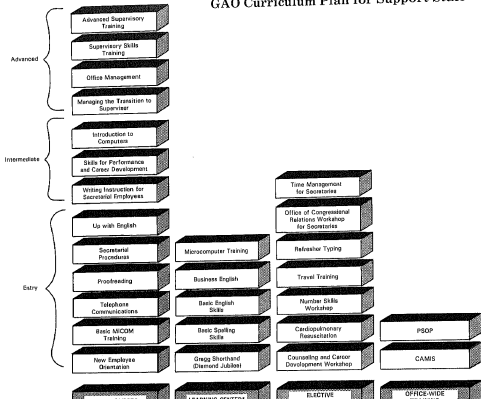 GAO Curriculum Plan for Support Staff
Advanced
Advanced Supervisory
Training
Supervisory Skills
Training
Office Management
Managing the Transition to
Supervisor
Intermediate
Introduction to
Computers
Skills for Performance
and Career Development
Writing Instruction for
Secretarial Employees
Entry
Up with English
Secretarial
Procedures
Proofreading
Telephone
Communications
Basic MICOM
Training
New Employee
Orientation
Microcomputer Training
Business English
Basic English
Skills
Basic Spelling
Skills
Gregg Shorthand
(Diamond Jubilee)
Time Management
for Secretaries
Office of Congressional
Relations Workshop
for Secretaries
Refresher Typing
Travel Training
Number Skills
Workshop
Cardiopulmonary
Resuscitation
Counseling and Career
Development Workshop
PSOP
CAMIS
LEARNING CENTERS
ELECTIVE
OFFICE-WIDE